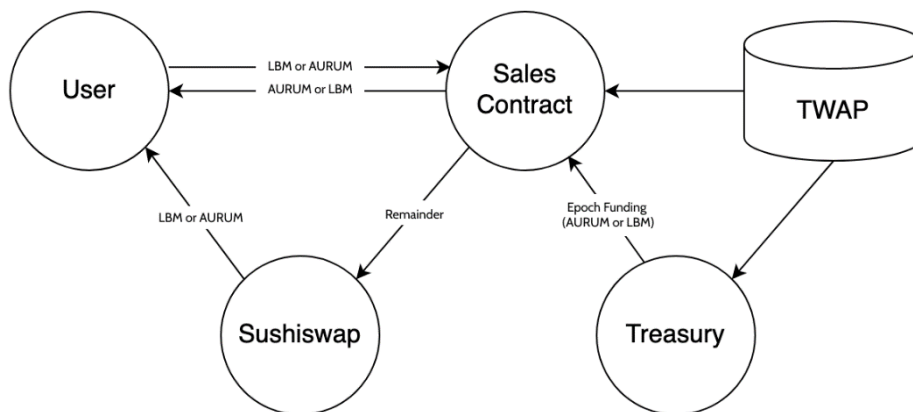 User
LBM or AURUM
AURUM or LBM
Sales
Contract
TWAP
LBM or AURUM
Remainder
Epoch Funding
(AURUM or LBM)
Sushiswap
Treasury